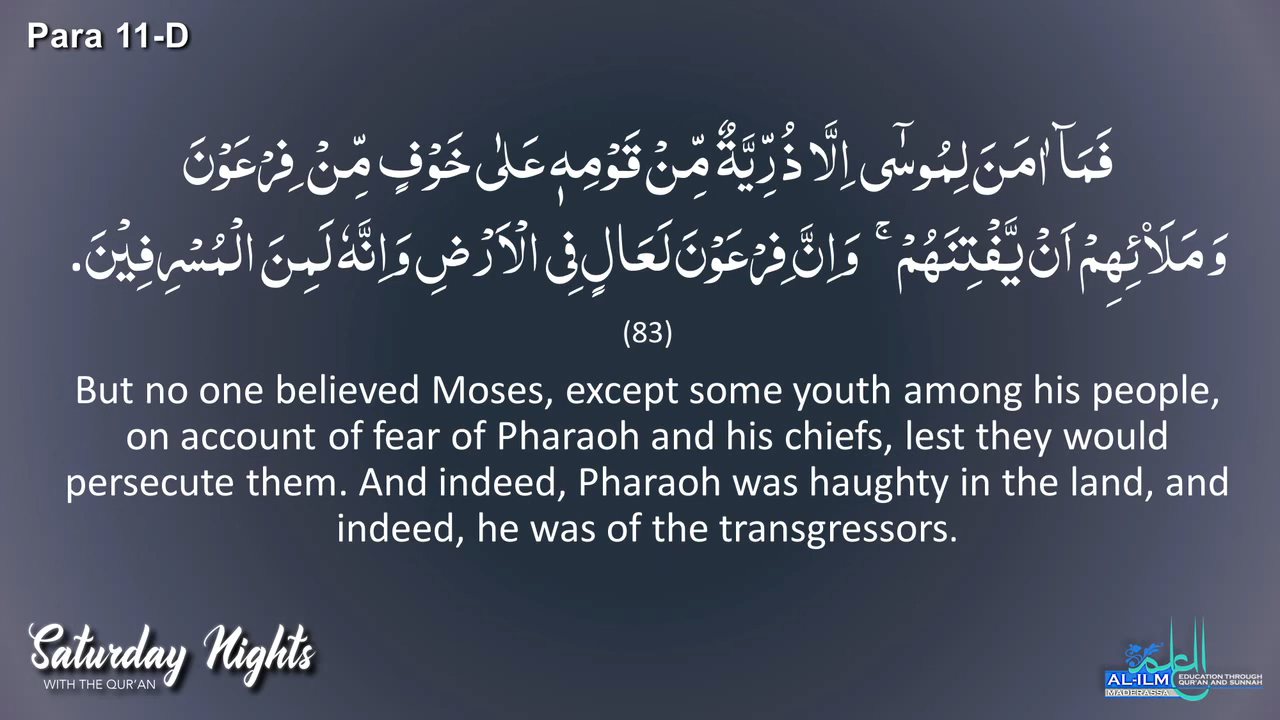 Para 11-D
فَمَاۤ اٰمَنَ لِمُوسٰۤى اِلَّا ذُرِّيَّةٌ مِّنۡ قَوۡمِهٖ عَلٰى خَوۡفٍ مِّنۡ فِرۡعَوۡنَ
وَمَلَا۟ئِهِمۡ اَنۡ يَّفۡتِنَهُمۡ‌ ۚ وَاِنَّ فِرۡعَوۡنَ لَعَالٍ فِى الۡاَرۡضِ وَاِنَّهٗ لَمِنَ الۡمُسۡرِفِيۡنَ.
(83)
But no one believed Moses, except some youth among his people,
on account of fear of Pharaoh and his chiefs, lest they would
persecute them. And indeed, Pharaoh was haughty in the land, and
indeed, he was of the transgressors.
Saturday Nights
WITH THE QUR'AN
العلم
AL-ILM
MADERASSA
EDUCATION THROUGH
QUR'AN AND SUNNAH